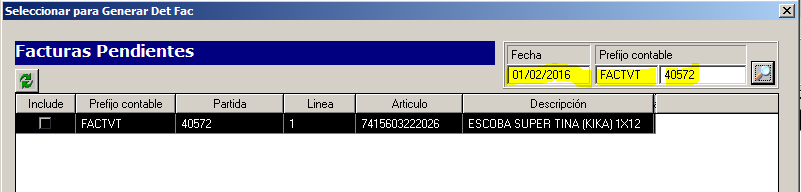 Seleccionar para Generar Det Fac
Facturas Pendientes
Fecha Prefijo contable
01/02/2016 FACTVT 40572
Include Prefijo contable Partida Linea Articulo Descripción
FACTVT 40572 1 7415603222026 ESCOBA SUPER TINA (KIKA) 1X12